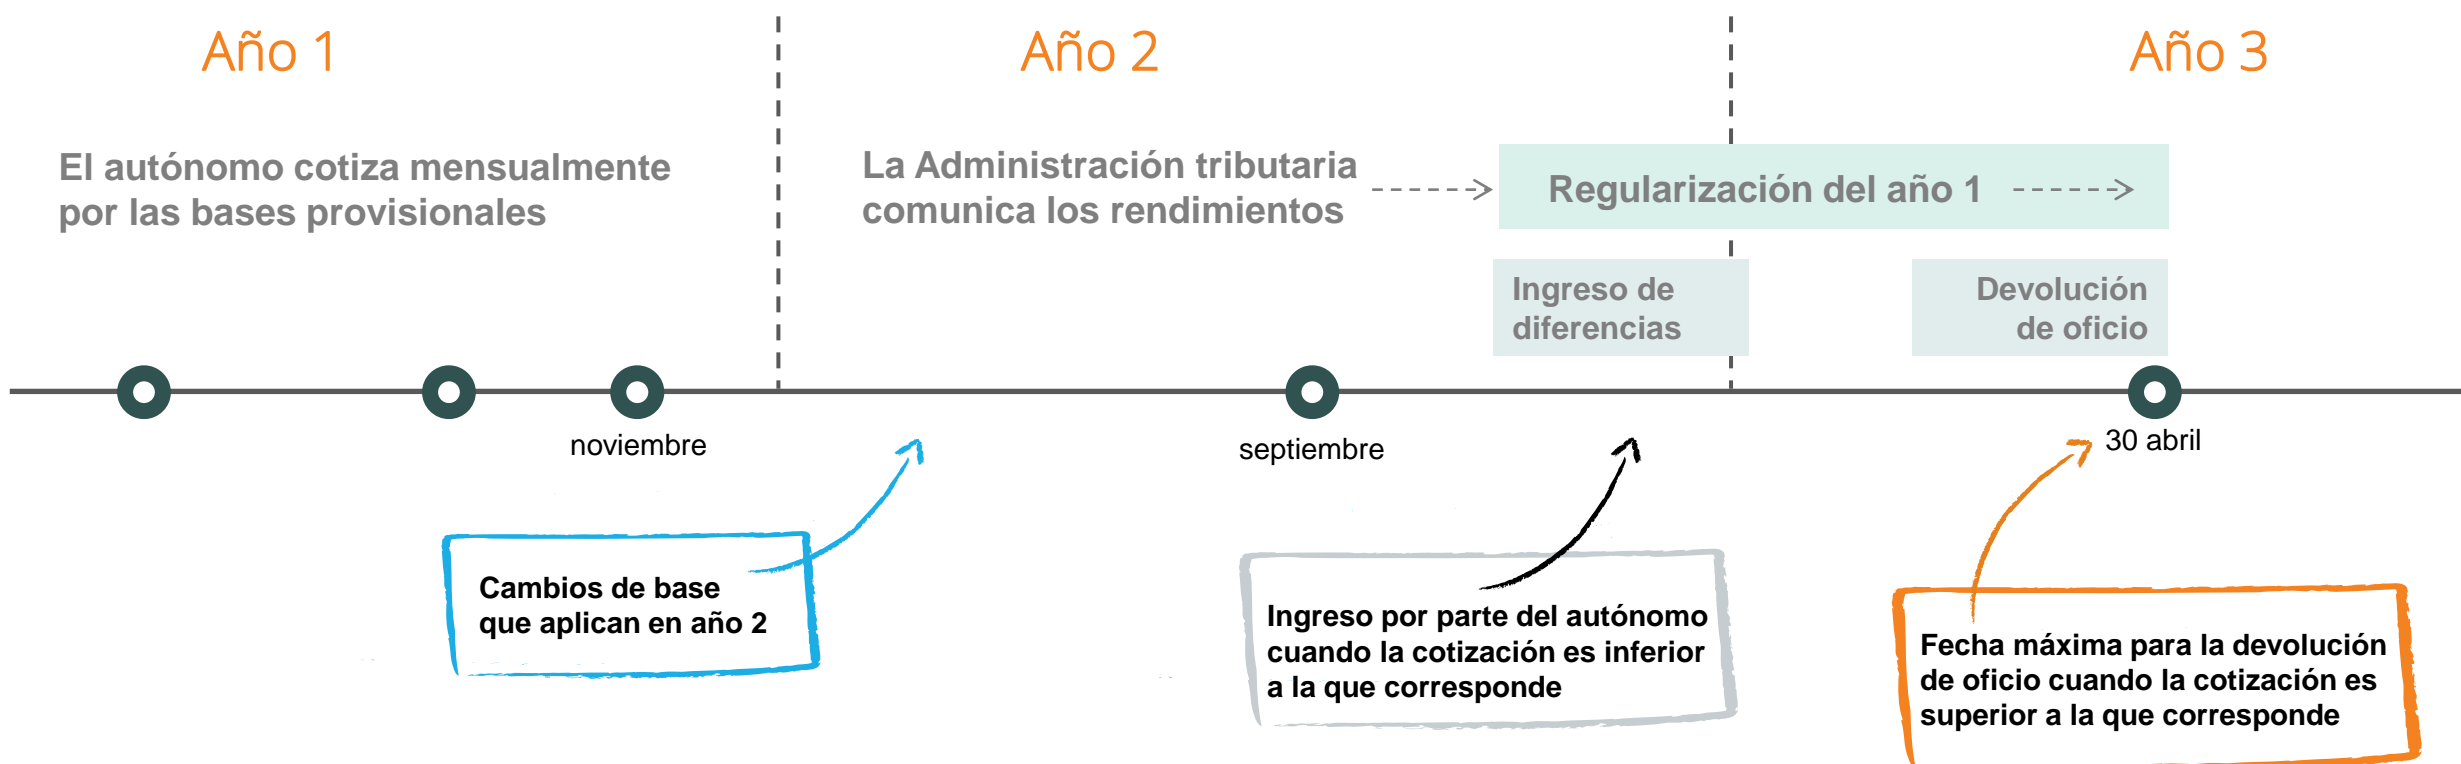 Año 1
Año 2
Año 3
El autónomo cotiza mensualmente
por las bases provisionales
La Administración tributaria
comunica los rendimientos
Regularización del año 1
Ingreso de
diferencias
Devolución
de oficio
noviembre
septiembre
30 abril
Cambios de base
que aplican en año 2
Ingreso por parte del autónomo
cuando la cotización es inferior
a la que corresponde
Fecha máxima para la devolución
de oficio cuando la cotización es
superior a la que corresponde